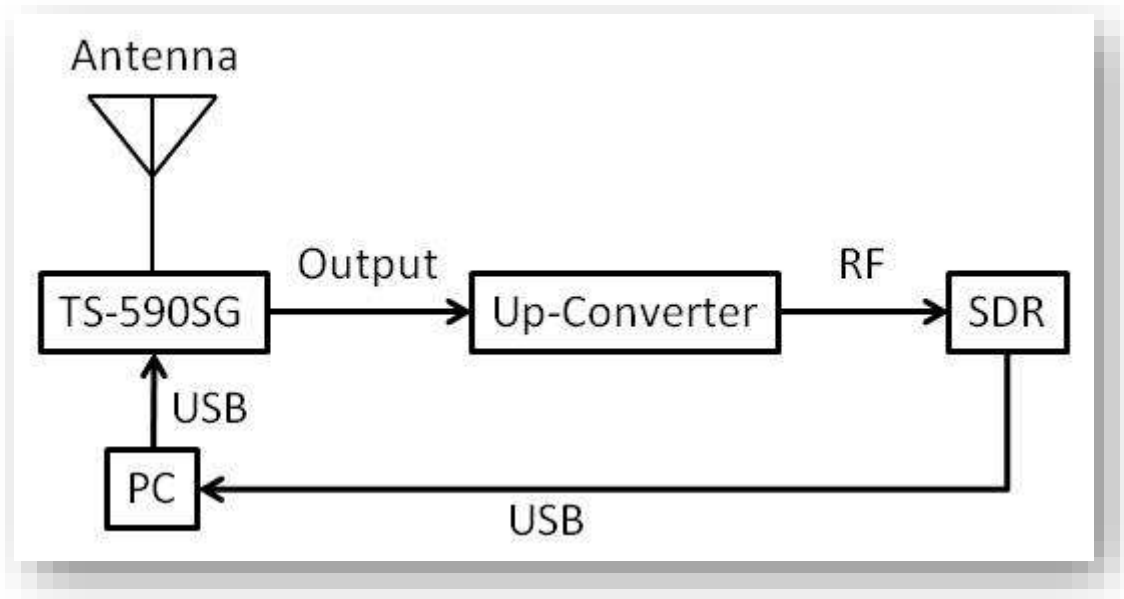 Antenna
Output
RF
TS-590SG
Up-Converter
SDR
USB
PC
USB